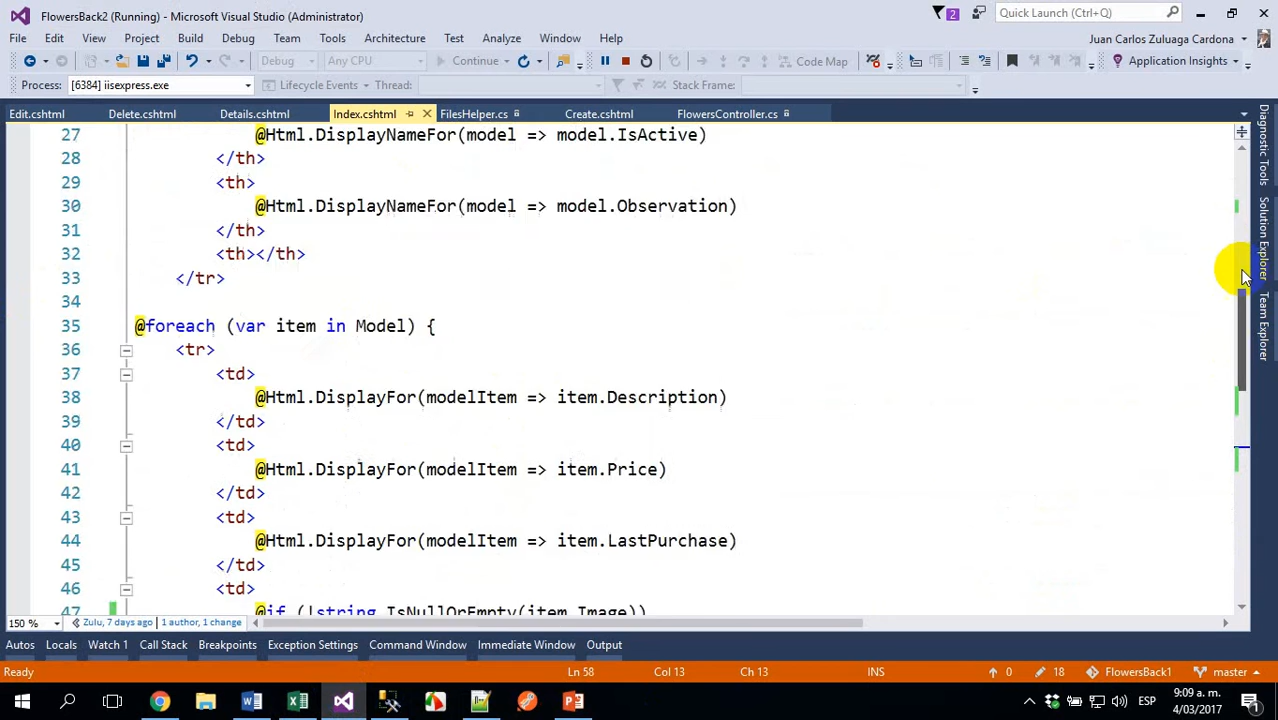 FlowersBack2 (Running) - Microsoft Visual Studio (Administrator)
2
Quick Launch (Ctrl+Q)
File Edit View Project Build Debug Team Tools Architecture Test Analyze Window Help
Juan Carlos Zuluaga Cardona
Debug Any CPU Continue Code Map Application Insights
Process: [6384] iisexpress.exe Lifecycle Events Thread: Stack Frame:
Edit.cshtml Delete.cshtml Details.cshtml Index.cshtml FilesHelper.cs Create.cshtml FlowersController.cs
27 @Html.DisplayNameFor(model => model.IsActive)
28 </th>
29 <th>
30 @Html.DisplayNameFor(model => model.Observation)
31 </th>
32 <th></th>
33 </tr>
34
35 @foreach (var item in Model) {
36 <tr>
37 <td>
38 @Html.DisplayFor(modelItem => item.Description)
39 </td>
40 <td>
41 @Html.DisplayFor(modelItem => item.Price)
42 </td>
43 <td>
44 @Html.DisplayFor(modelItem => item.LastPurchase)
45 </td>
46 <td>
47 @if (!string.IsNullOrEmpty(item.Image))
Diagnostic Tools
Solution Explorer
Team Explorer
150 % Zulu, 7 days ago | 1 author, 1 change
Autos Locals Watch 1 Call Stack Breakpoints Exception Settings Command Window Immediate Window Output
Ready Ln 58 Col 13 Ch 13 INS 0 18 FlowersBack1 master
ESP
9:09 a. m.
4/03/2017
1